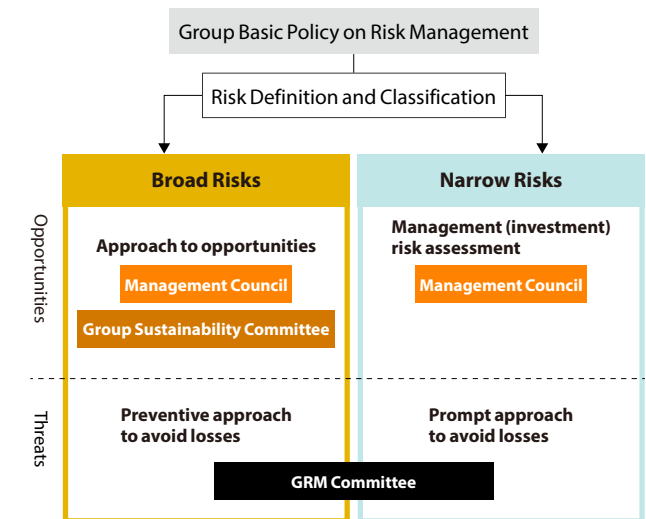 Group Basic Policy on Risk Management
Risk Definition and Classification
Broad Risks
Narrow Risks
Opportunities
Approach to opportunities
Management Council
Group Sustainability Committee
Management (investment)
risk assessment
Management Council
Threats
Preventive approach
to avoid losses
Prompt approach
to avoid losses
GRM Committee